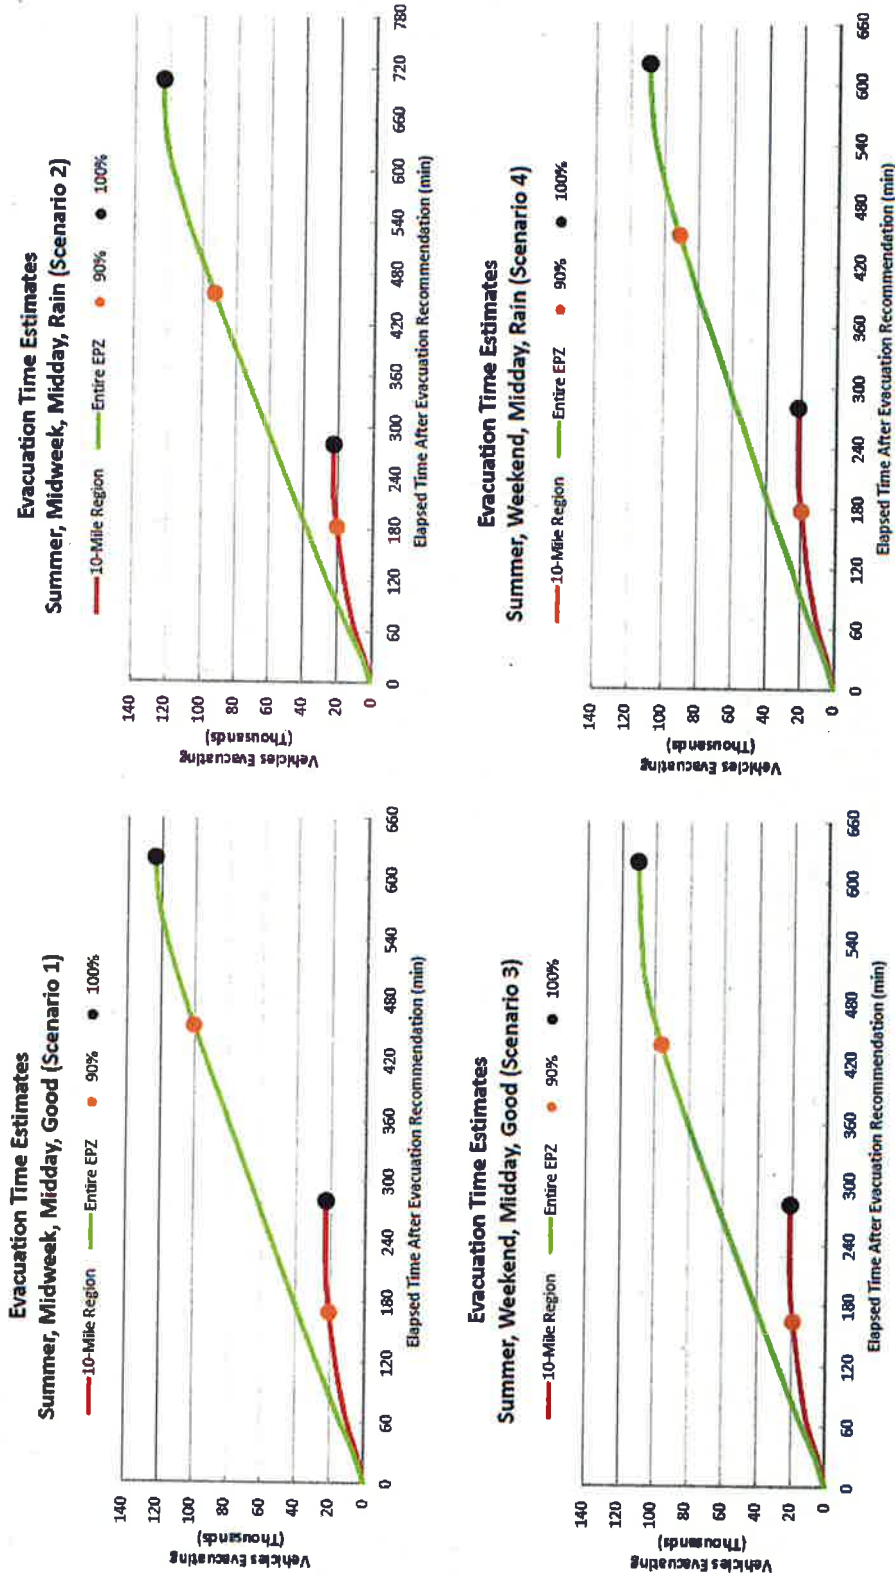 Evacuation Time Estimates
Summer, Midweek, Midday, Good (Scenario 1)
10-Mile Region Entire EPZ 90% 100%
Vehicles Evacuating
(Thousands)
140
120
100
80
60
40
20
0
0 60 120 180 240 300 360 420 480 540 600 660
Elapsed Time After Evacuation Recommendation (min)
Evacuation Time Estimates
Summer, Midweek, Midday, Rain (Scenario 2)
10-Mile Region Entire EPZ 90% 100%
Vehicles Evacuating
(Thousands)
140
120
100
80
60
40
20
0
0 60 120 180 240 300 360 420 480 540 600 660 720 780
Elapsed Time After Evacuation Recommendation (min)
Evacuation Time Estimates
Summer, Weekend, Midday, Good (Scenario 3)
10-Mile Region Entire EPZ 90% 100%
Vehicles Evacuating
(Thousands)
140
120
100
80
60
40
20
0
0 60 120 180 240 300 360 420 480 540 600 660
Elapsed Time After Evacuation Recommendation (min)
Evacuation Time Estimates
Summer, Weekend, Midday, Rain (Scenario 4)
10-Mile Region Entire EPZ 90% 100%
Vehicles Evacuating
(Thousands)
140
120
100
80
60
40
20
0
0 60 120 180 240 300 360 420 480 540 600 660
Elapsed Time After Evacuation Recommendation (min)